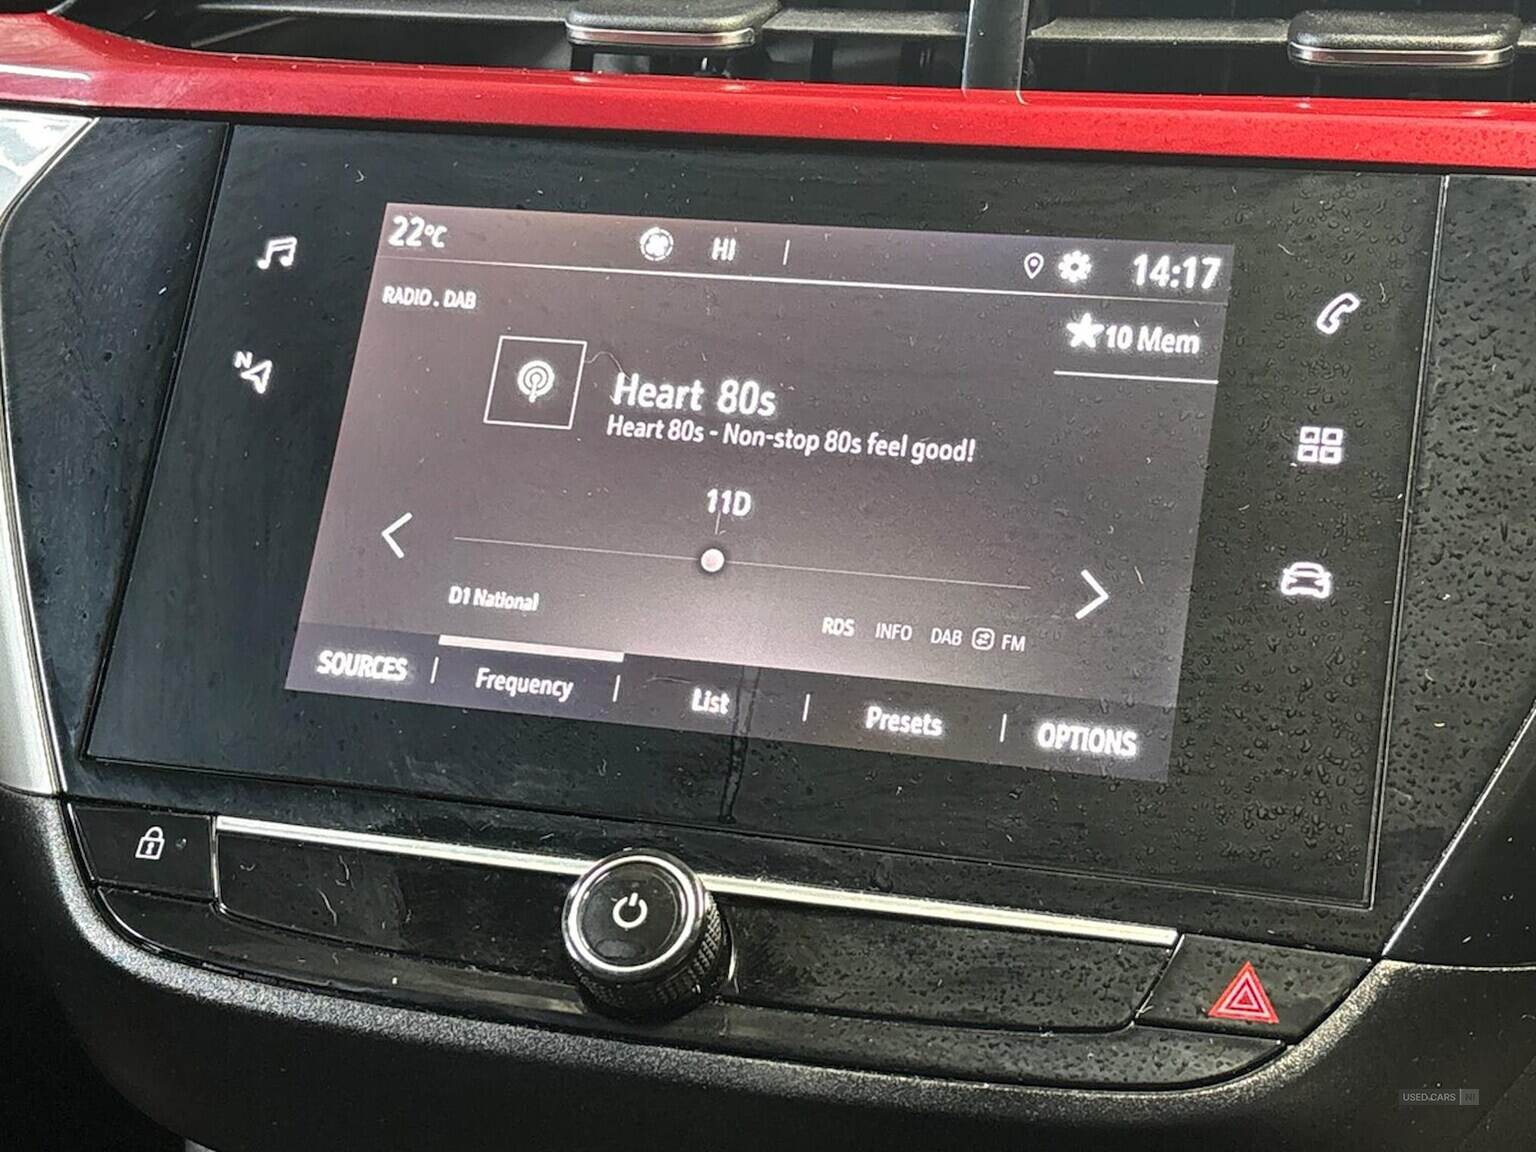 22°C HI 14:17
RADIO . DAB
10 Mem
N
Heart 80s
Heart 80s - Non-stop 80s feel good!
11D
D1 National
RDS INFO DAB FM
SOURCES Frequency List Presets OPTIONS
USED CARS NI